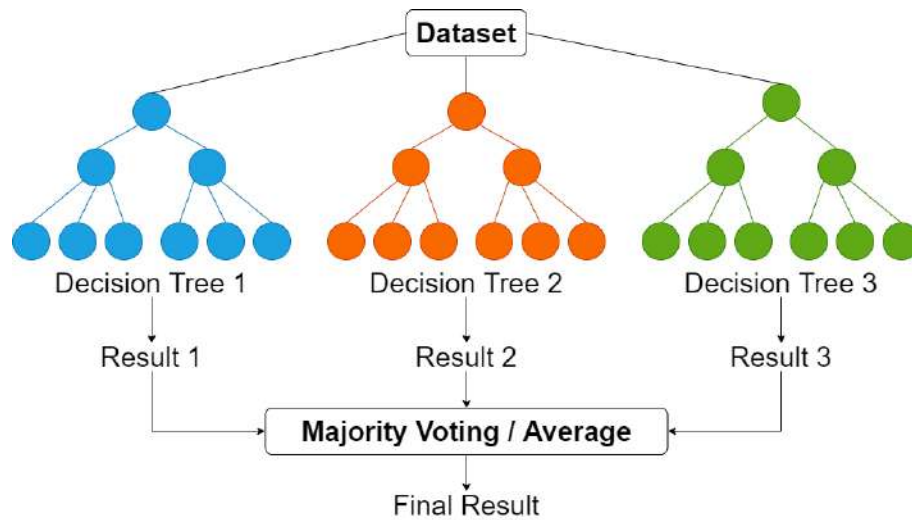 Dataset
Decision Tree 1
Decision Tree 2
Decision Tree 3
Result 1
Result 2
Result 3
Majority Voting / Average
Final Result